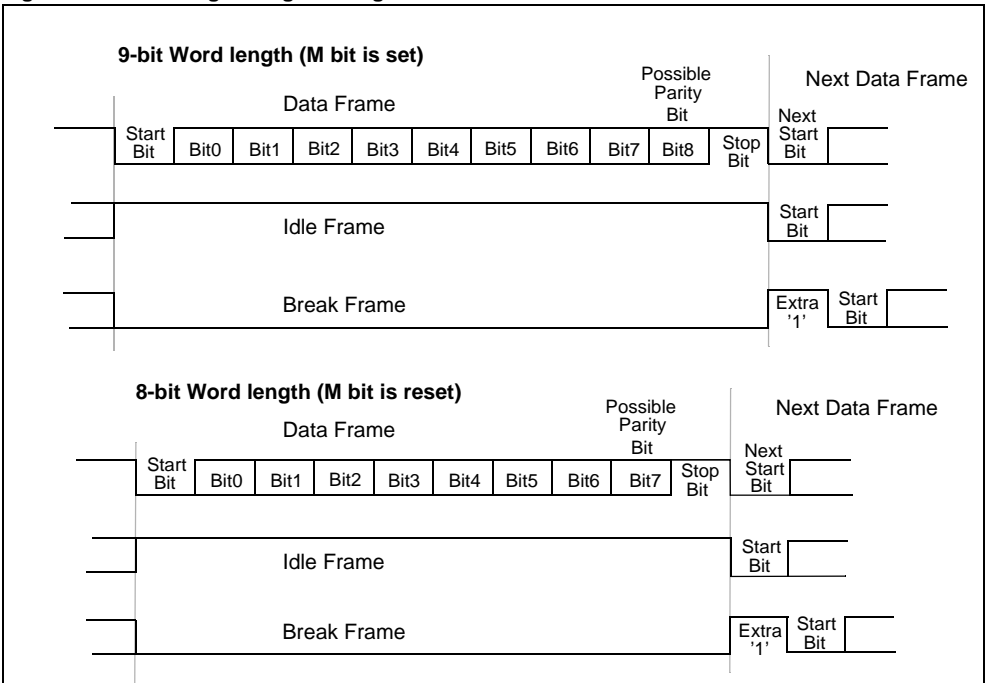 9-bit Word length (M bit is set)
Possible
Parity
Bit
Next Data Frame
Data Frame
Start
Bit
Bit0
Bit1
Bit2
Bit3
Bit4
Bit5
Bit6
Bit7
Bit8
Stop
Bit
Next
Start
Bit
Idle Frame
Start
Bit
Break Frame
Extra
'1'
Start
Bit
8-bit Word length (M bit is reset)
Possible
Parity
Bit
Next Data Frame
Data Frame
Start
Bit
Bit0
Bit1
Bit2
Bit3
Bit4
Bit5
Bit6
Bit7
Stop
Bit
Next
Start
Bit
Idle Frame
Start
Bit
Break Frame
Extra
'1'
Start
Bit